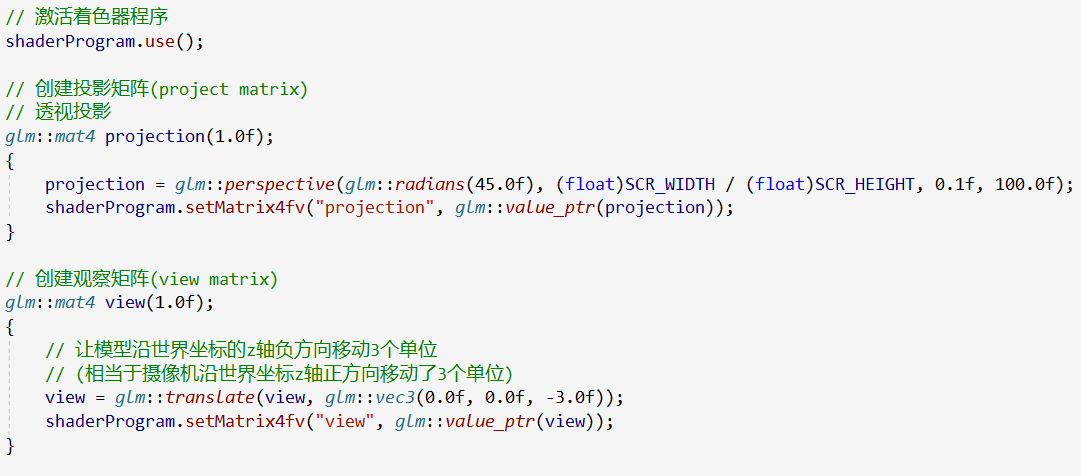 // 激活着色器程序
shaderProgram.use();
// 创建投影矩阵(project matrix)
// 透视投影
glm::mat4 projection(1.0f);
{
projection = glm::perspective(glm::radians(45.0f), (float)SCR_WIDTH / (float)SCR_HEIGHT, 0.1f, 100.0f);
shaderProgram.setMatrix4fv("projection", glm::value_ptr(projection));
}
// 创建观察矩阵(view matrix)
glm::mat4 view(1.0f);
{
// 让模型沿世界坐标的z轴负方向移动3个单位
// (相当于摄像机沿世界坐标z轴正方向移动了3个单位)
view = glm::translate(view, glm::vec3(0.0f, 0.0f, -3.0f));
shaderProgram.setMatrix4fv("view", glm::value_ptr(view));
}